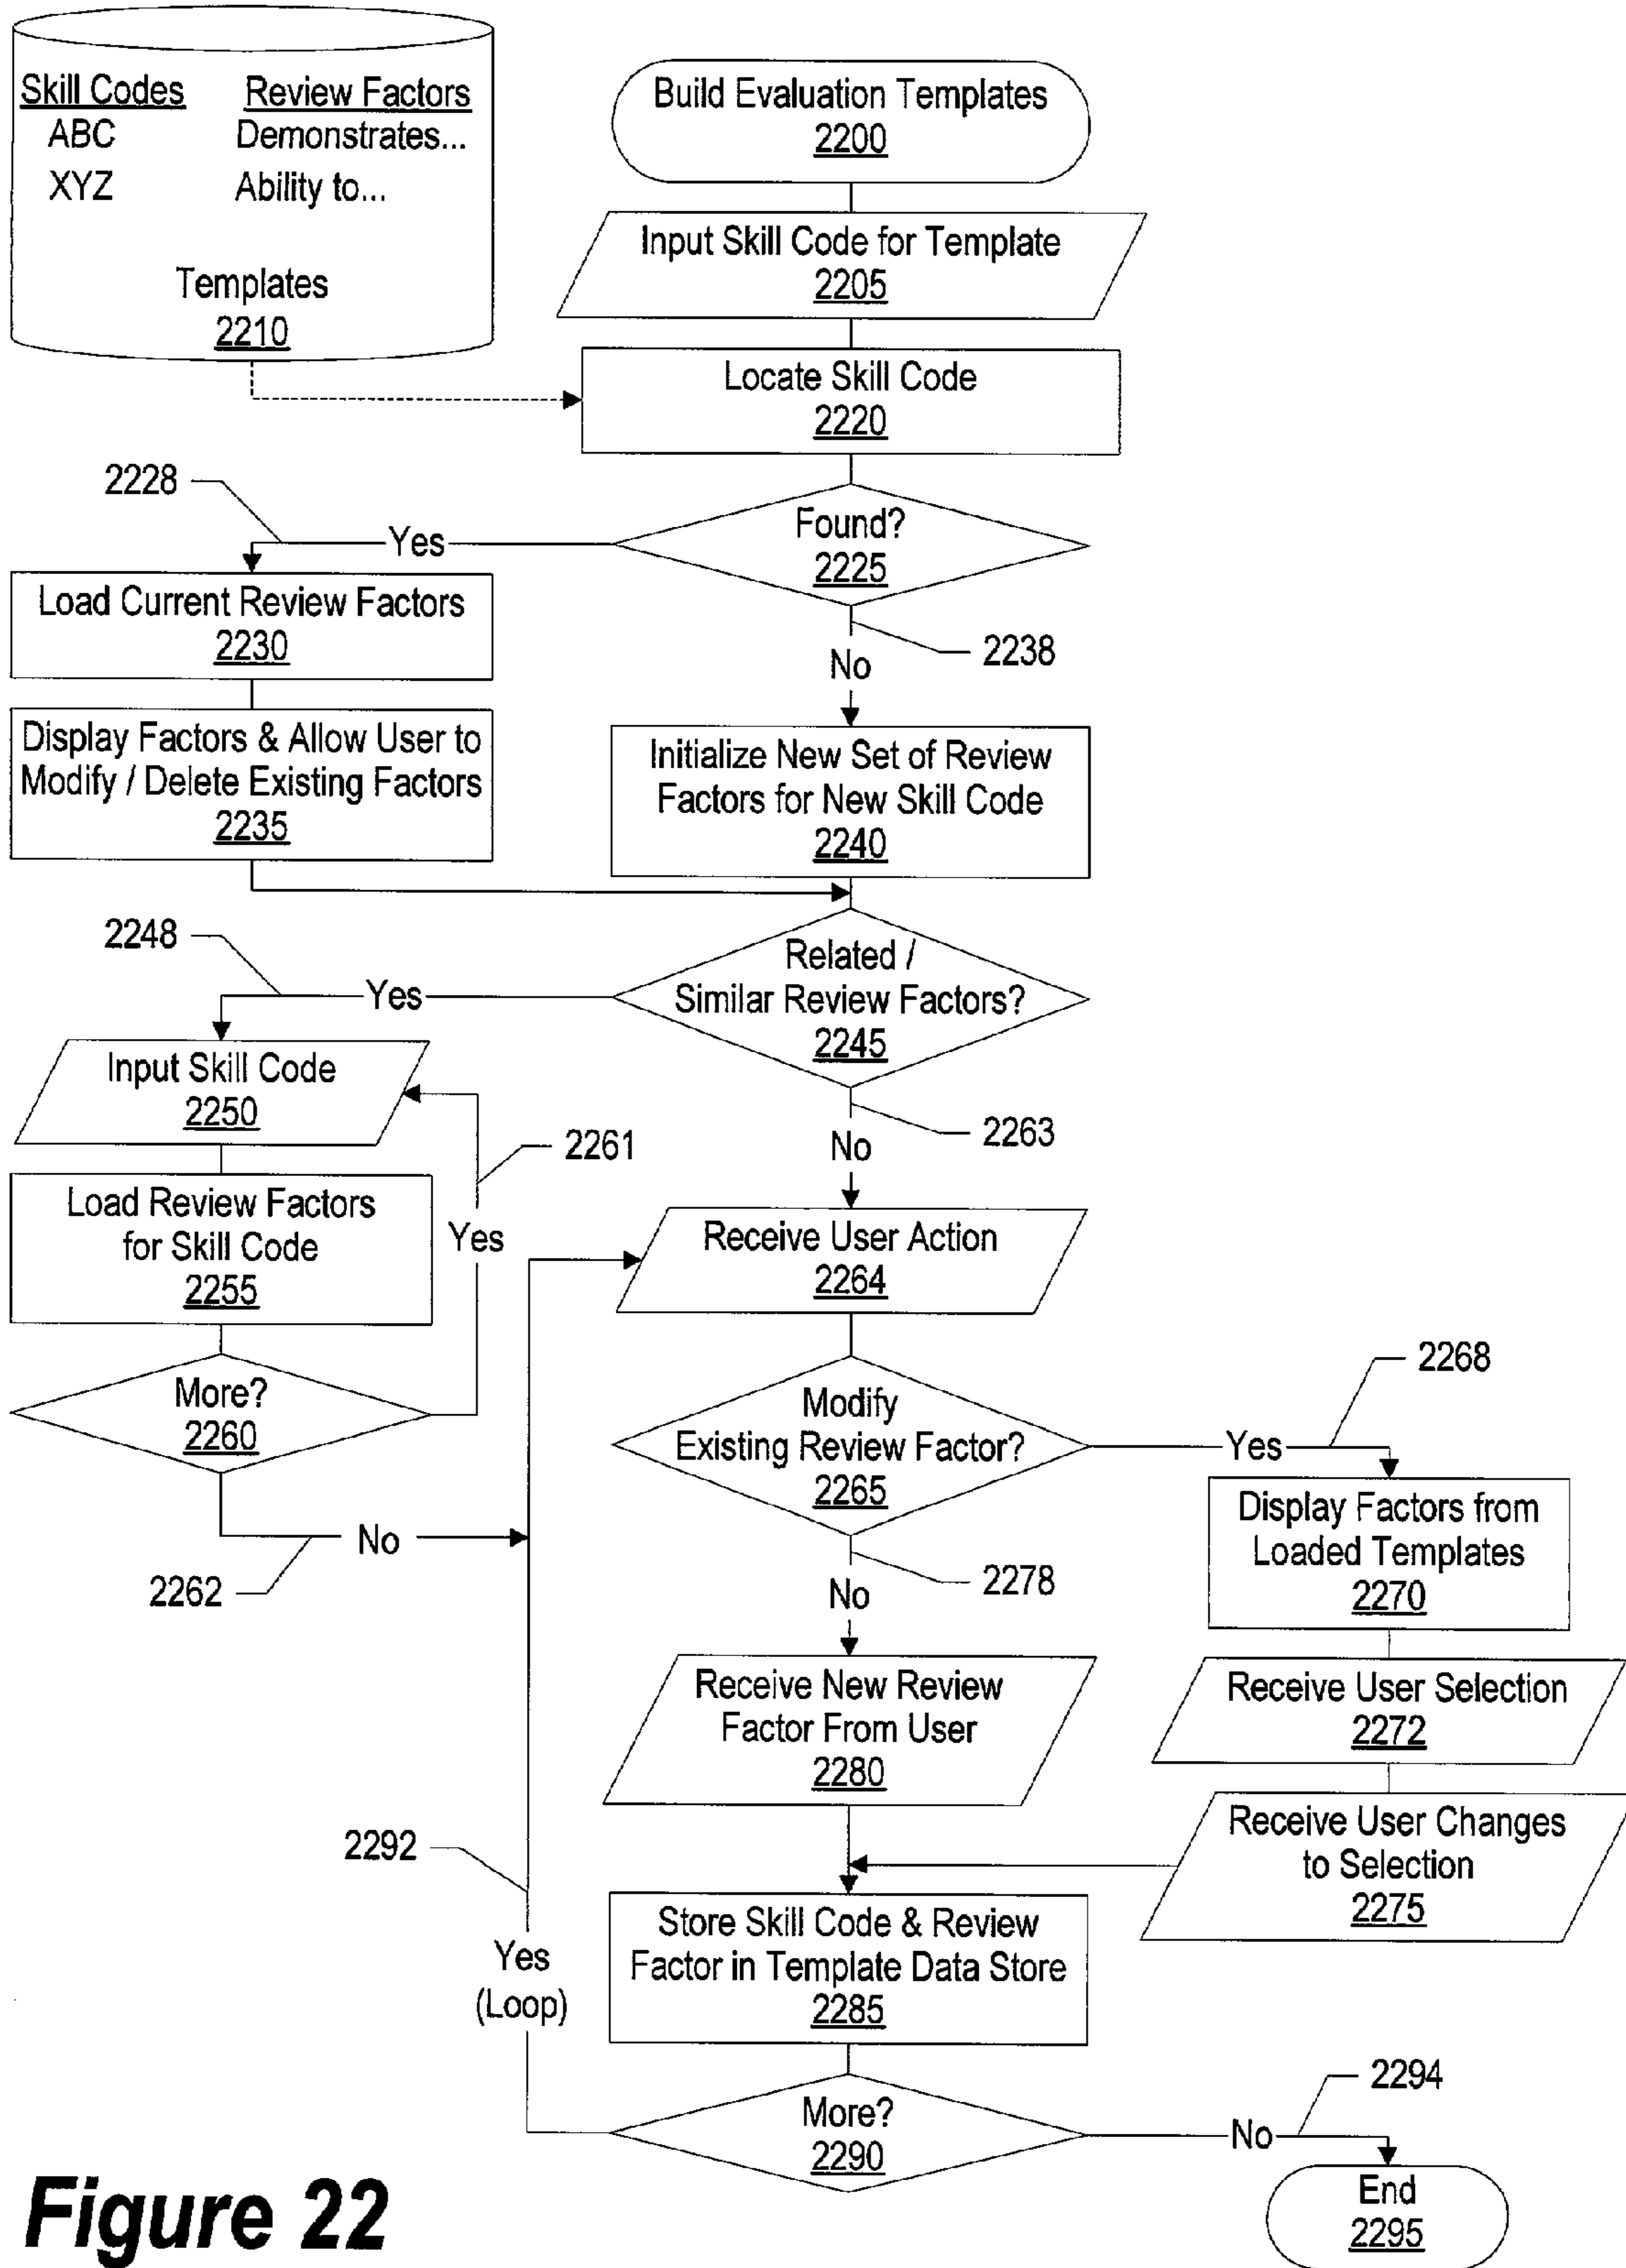 Skill Codes Review Factors
ABC Demonstrates...
XYZ Ability to...
Templates
2210
Build Evaluation Templates
2200
Input Skill Code for Template
2205
Locate Skill Code
2220
2228
Yes
Found?
2225
2238
No
Load Current Review Factors
2230
Display Factors & Allow User to
Modify / Delete Existing Factors
2235
Initialize New Set of Review
Factors for New Skill Code
2240
2248
Yes
Related /
Similar Review Factors?
2245
2263
No
Input Skill Code
2250
2261
Yes
Load Review Factors
for Skill Code
2255
More?
2260
No
2262
Receive User Action
2264
Modify
Existing Review Factor?
2265
2268
Yes
2278
No
Display Factors from
Loaded Templates
2270
Receive User Selection
2272
Receive User Changes
to Selection
2275
Receive New Review
Factor From User
2280
2292
Yes
(Loop)
Store Skill Code & Review
Factor in Template Data Store
2285
More?
2290
2294
No
End
2295
Figure 22